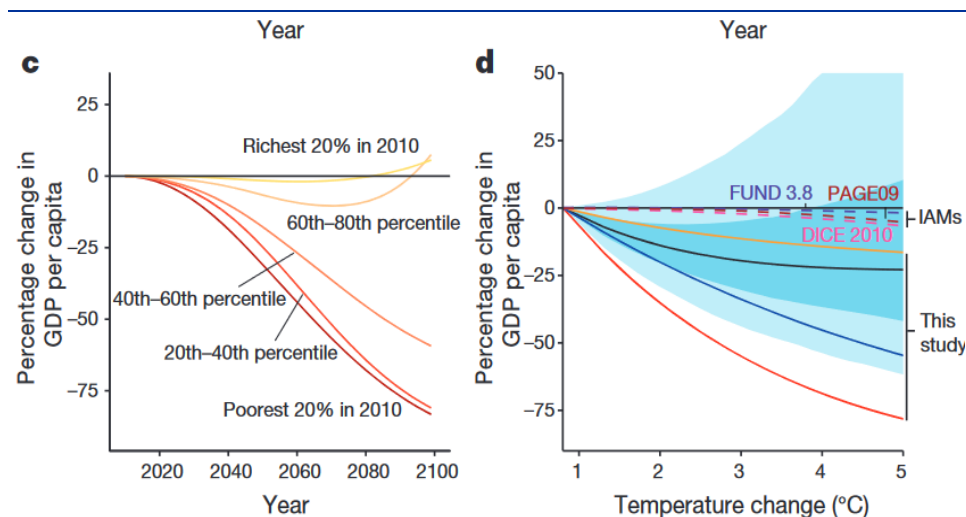 Year
Year
c
Percentage change in
GDP per capita
25
0
−25
−50
−75
Richest 20% in 2010
60th–80th percentile
40th–60th percentile
20th–40th percentile
Poorest 20% in 2010
2020
2040
2060
2080
2100
Year
d
Percentage change in
GDP per capita
50
25
0
−25
−50
−75
FUND 3.8
PAGE09
DICE 2010
IAMs
This
study
1
2
3
4
5
Temperature change (°C)